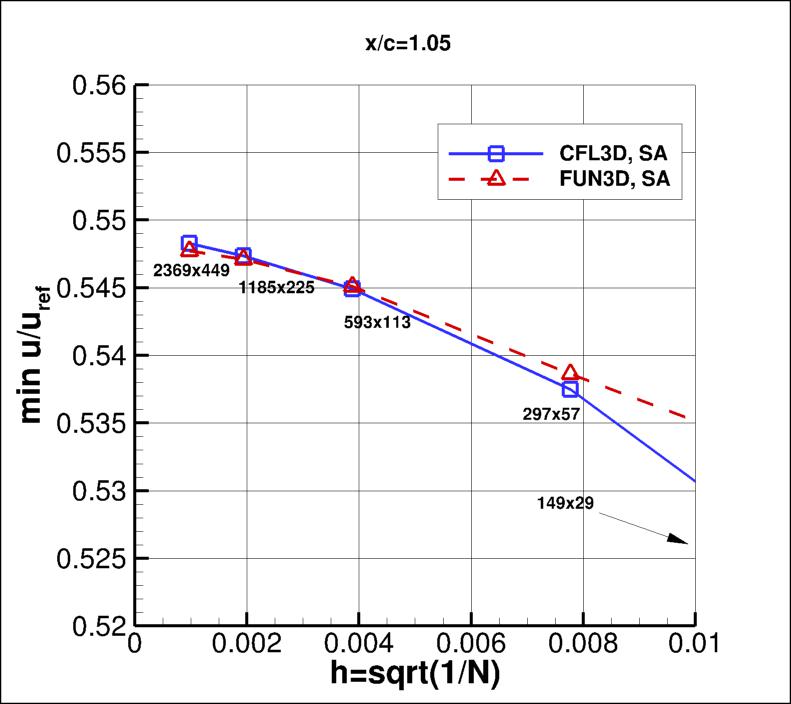 x/c=1.05
0.56
0.555
0.55
0.545
0.54
0.535
0.53
0.525
0.52
min u/u_ref
CFL3D, SA
FUN3D, SA
2369x449
1185x225
593x113
297x57
149x29
0 0.002 0.004 0.006 0.008 0.01
h=sqrt(1/N)